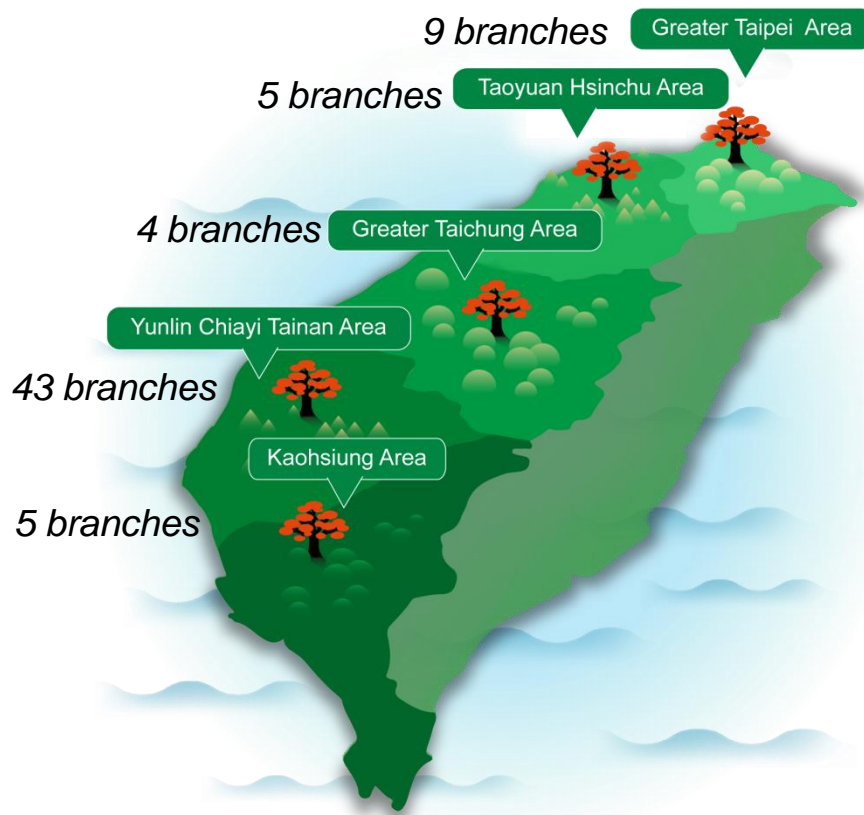 9 branches
Greater Taipei Area
5 branches
Taoyuan Hsinchu Area
4 branches
Greater Taichung Area
Yunlin Chiayi Tainan Area
43 branches
Kaohsiung Area
5 branches